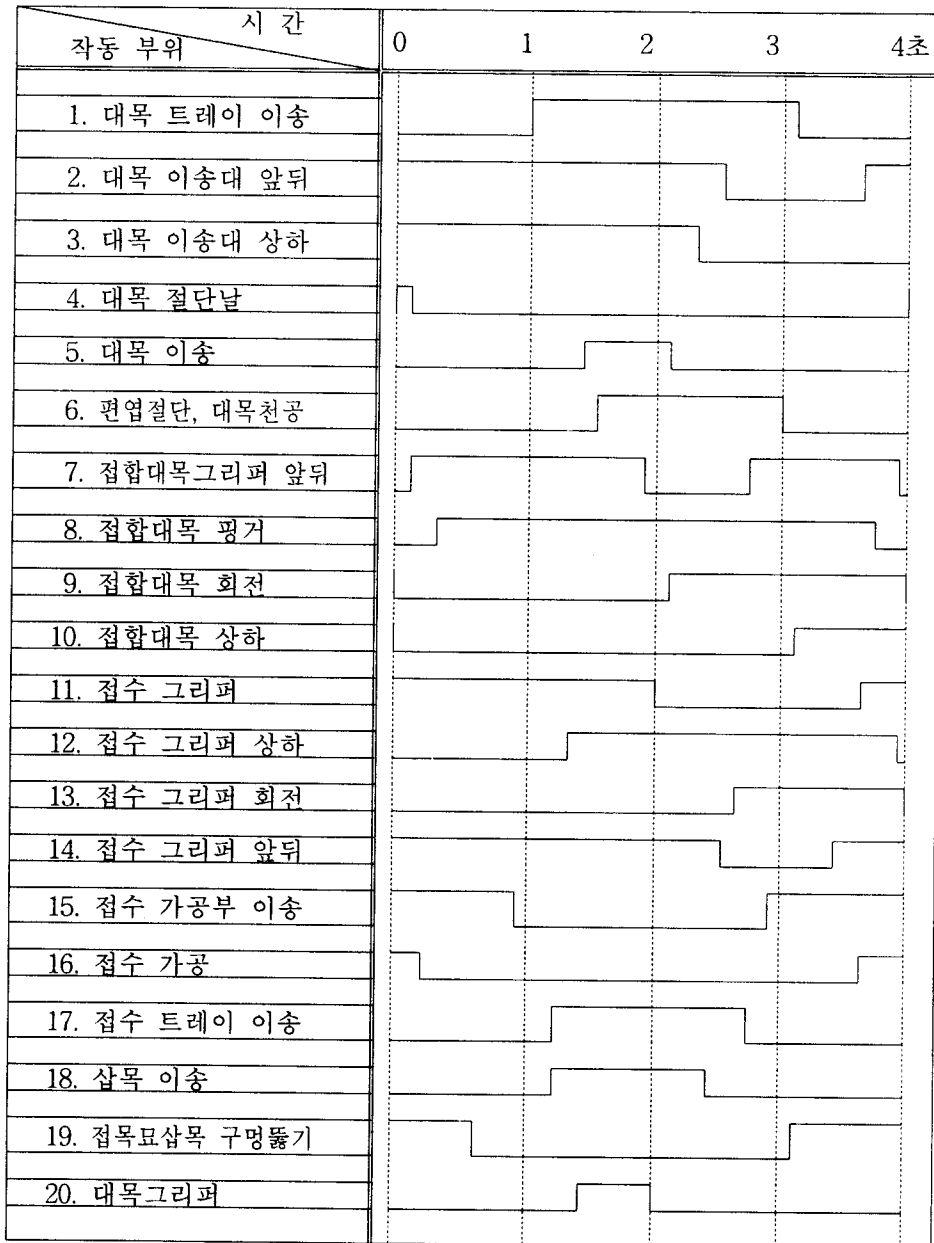 시 간
작동 부위
0 1 2 3 4초
1. 대목 트레이 이송
2. 대목 이송대 앞뒤
3. 대목 이송대 상하
4. 대목 절단날
5. 대목 이송
6. 편엽절단, 대목천공
7. 접합대목그리퍼 앞뒤
8. 접합대목 핑거
9. 접합대목 회전
10. 접합대목 상하
11. 접수 그리퍼
12. 접수 그리퍼 상하
13. 접수 그리퍼 회전
14. 접수 그리퍼 앞뒤
15. 접수 가공부 이송
16. 접수 가공
17. 접수 트레이 이송
18. 삽목 이송
19. 접목묘삽목 구멍뚫기
20. 대목그리퍼